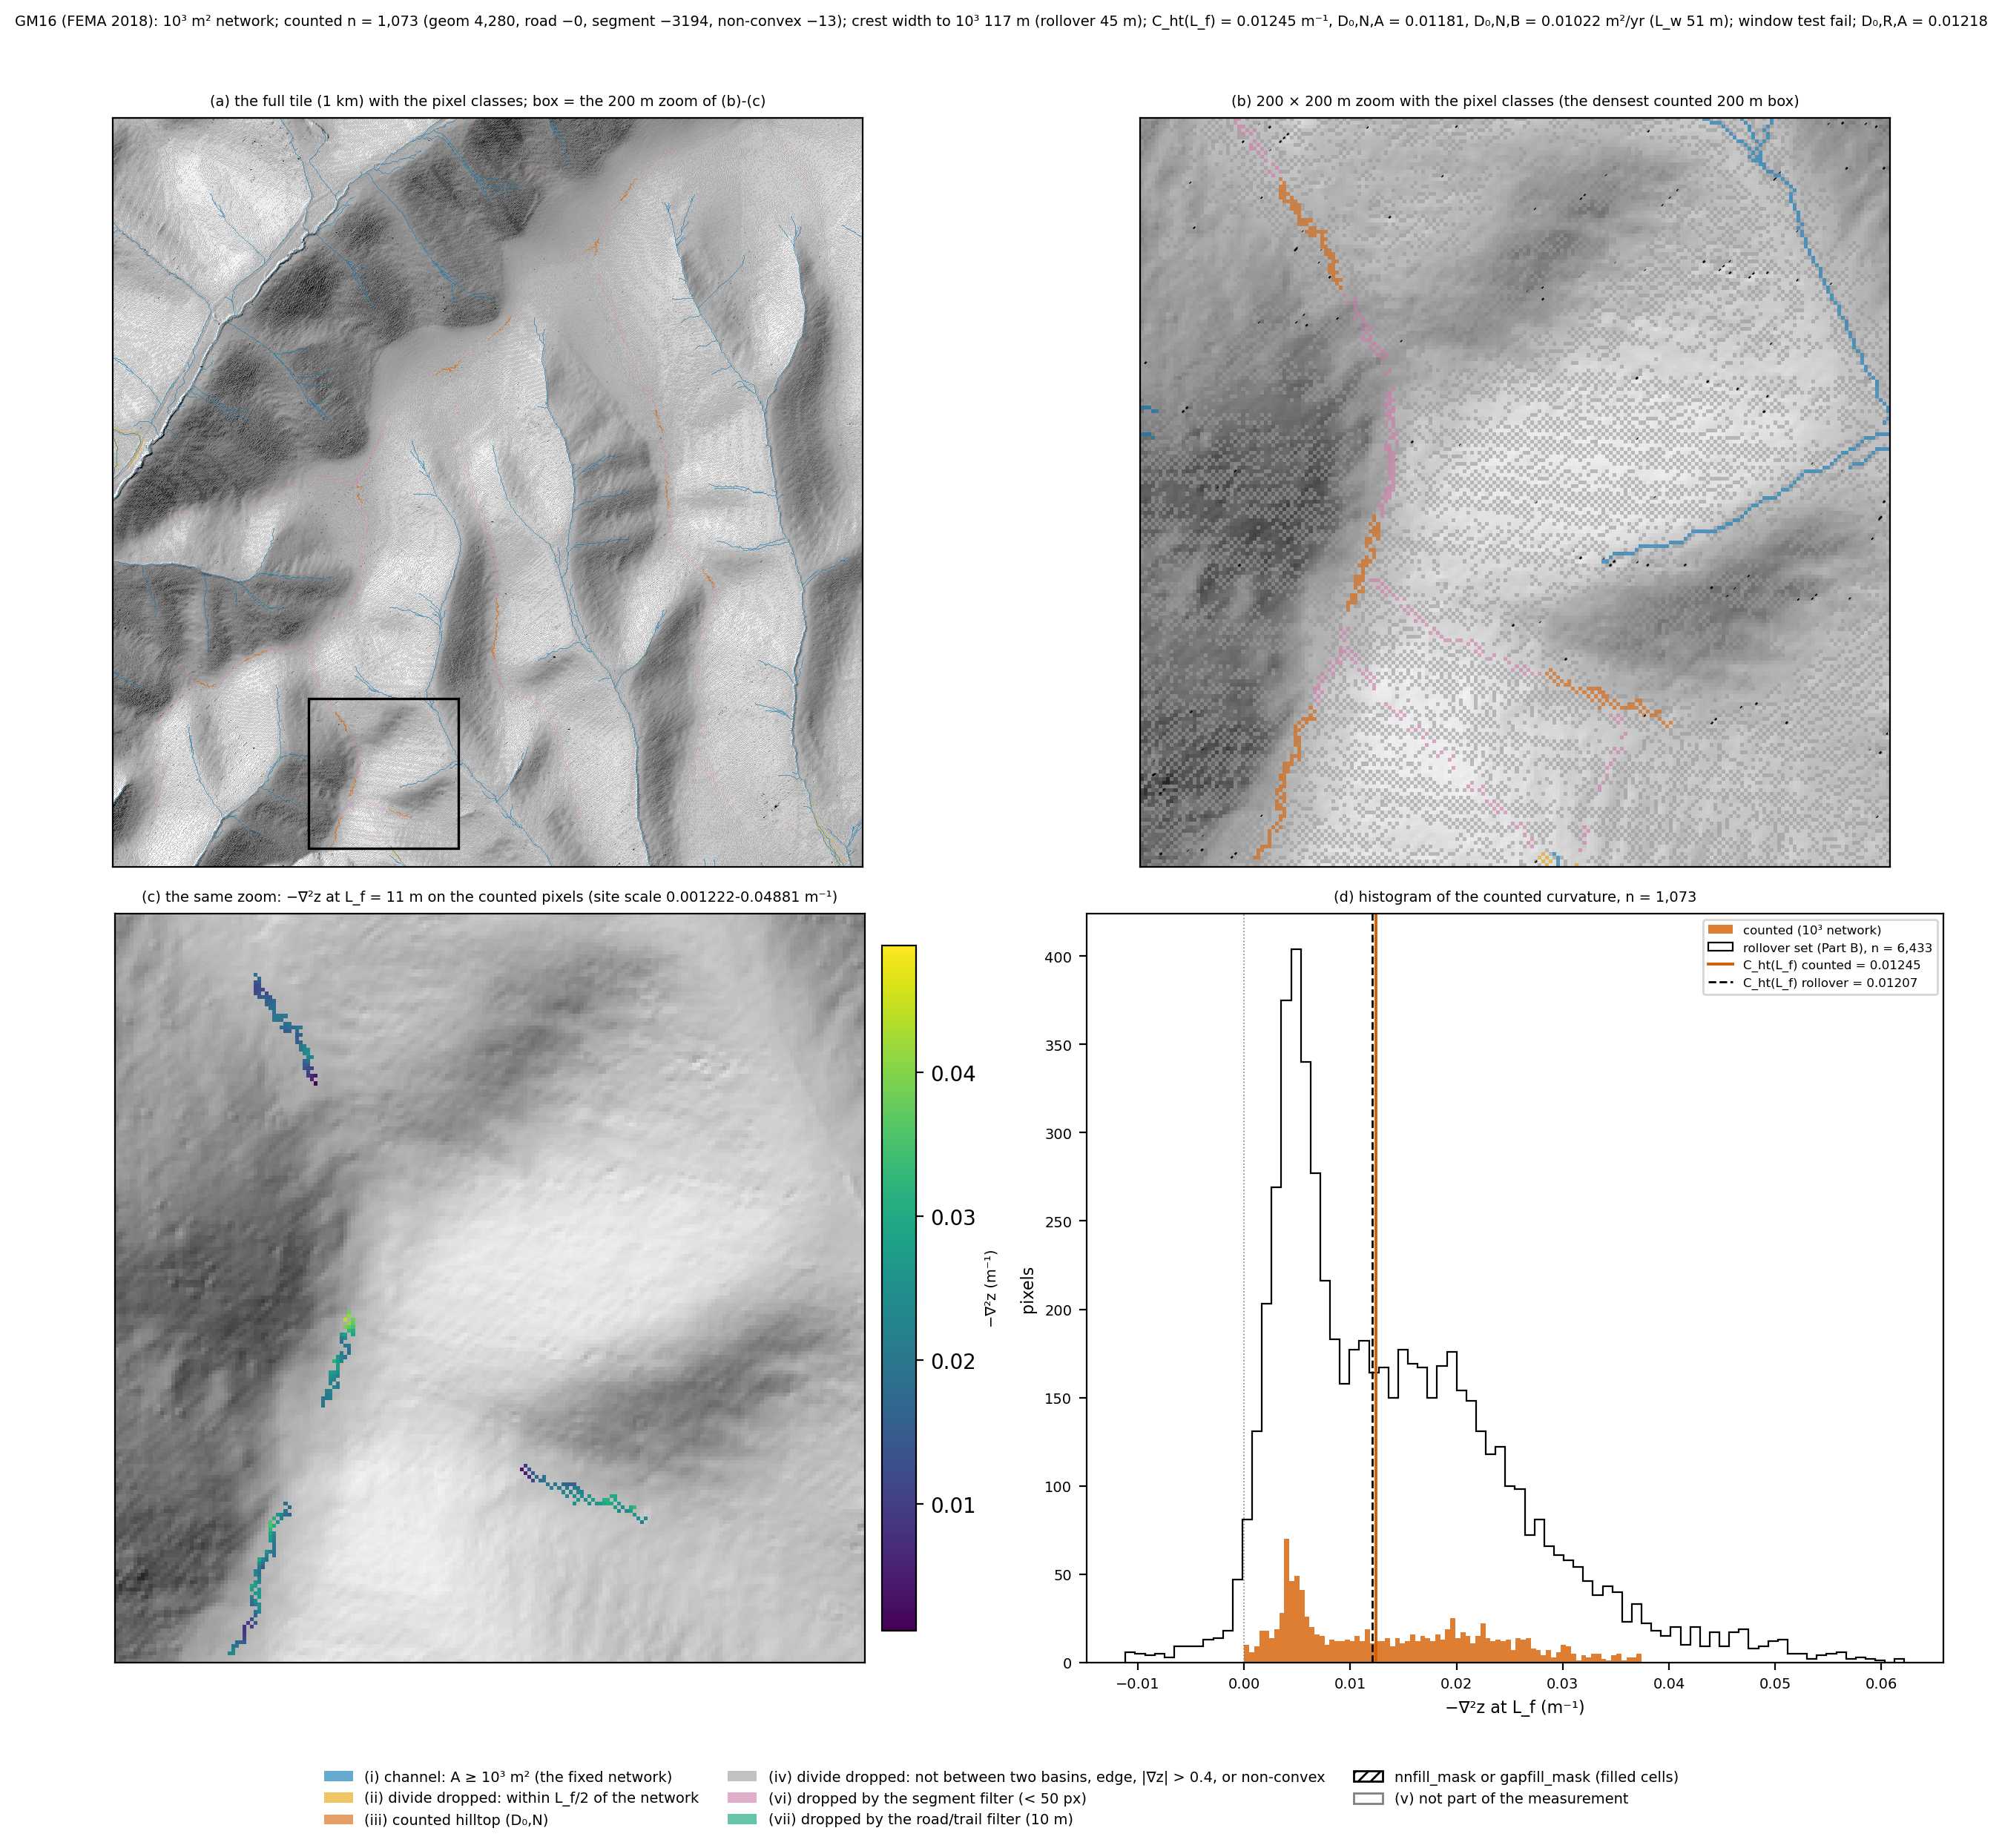 GM16 (FEMA 2018): 10³ m² network; counted n = 1,073 (geom 4,280, road −0, segment −3194, non-convex −13); crest width to 10³ 117 m (rollover 45 m); C_ht(L_f) = 0.01245 m⁻¹, D₀,N,A = 0.01181, D₀,N,B = 0.01022 m²/yr (L_w 51 m); window test fail; D₀,R,A = 0.01218
(a) the full tile (1 km) with the pixel classes; box = the 200 m zoom of (b)-(c)
(b) 200 × 200 m zoom with the pixel classes (the densest counted 200 m box)
(c) the same zoom: −∇²z at L_f = 11 m on the counted pixels (site scale 0.001222-0.04881 m⁻¹)
0.04
0.03
0.02
0.01
−∇²z (m⁻¹)
(d) histogram of the counted curvature, n = 1,073
counted (10³ network)
rollover set (Part B), n = 6,433
C_ht(L_f) counted = 0.01245
C_ht(L_f) rollover = 0.01207
400
350
300
250
200
150
100
50
0
pixels
−0.01
0.00
0.01
0.02
0.03
0.04
0.05
0.06
−∇²z at L_f (m⁻¹)
(i) channel: A ≥ 10³ m² (the fixed network)
(ii) divide dropped: within L_f/2 of the network
(iii) counted hilltop (D₀,N)
(iv) divide dropped: not between two basins, edge, |∇z| > 0.4, or non-convex
(vi) dropped by the segment filter (< 50 px)
(vii) dropped by the road/trail filter (10 m)
nnfill_mask or gapfill_mask (filled cells)
(v) not part of the measurement